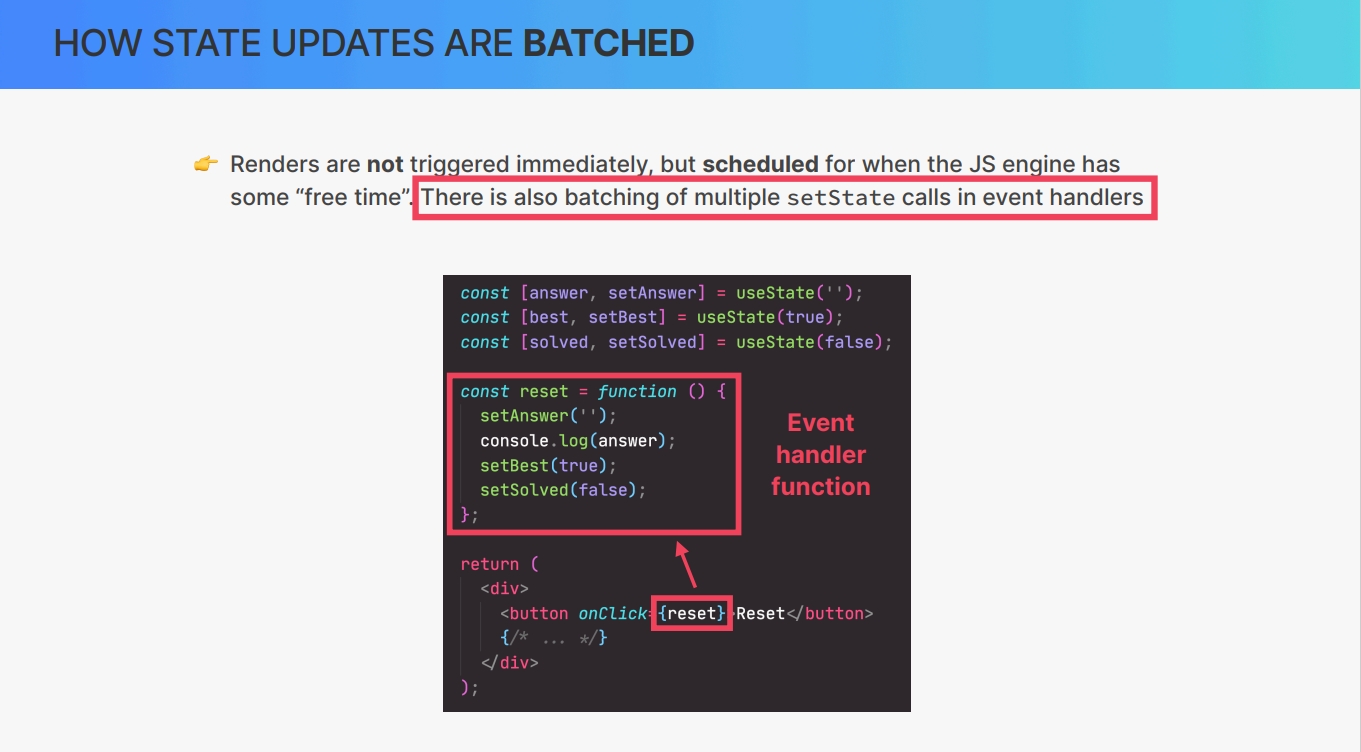 HOW STATE UPDATES ARE BATCHED
👉 Renders are not triggered immediately, but scheduled for when the JS engine has
some “free time”. There is also batching of multiple setState calls in event handlers
const [answer, setAnswer] = useState('');
const [best, setBest] = useState(true);
const [solved, setSolved] = useState(false);
const reset = function () {
setAnswer('');
console.log(answer);
setBest(true);
setSolved(false);
};
Event
handler
function
return (
<div>
<button onClick={reset}>Reset</button>
{/* ... */}
</div>
);